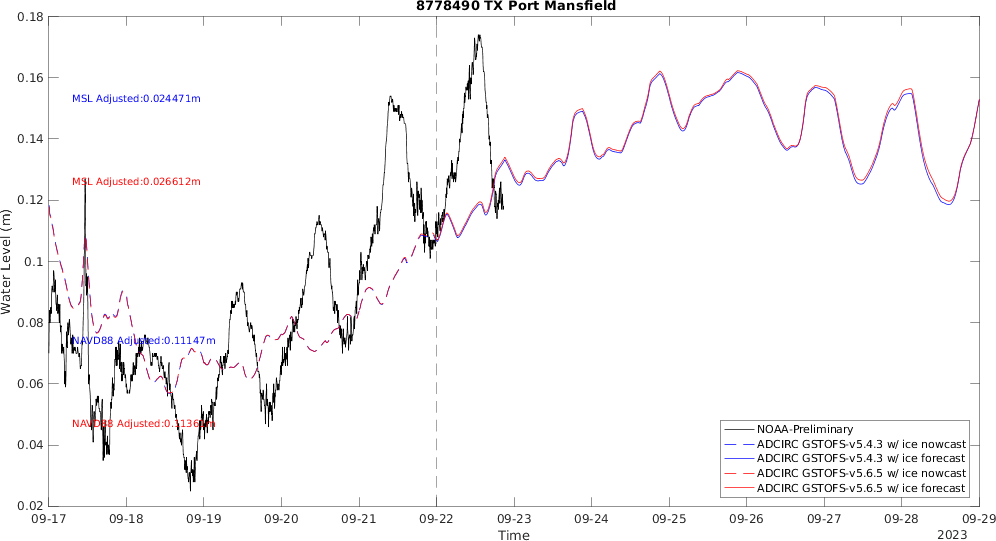 8778490 TX Port Mansfield
0.18
0.16
0.14
0.12
0.1
0.08
0.06
0.04
0.02
Water Level (m)
MSL Adjusted:0.024471m
MSL Adjusted:0.026612m
NAVD88 Adjusted:0.11147m
NAVD88 Adjusted:
NOAA-Preliminary
ADCIRC GSTOFS-v5.4.3 w/ ice nowcast
ADCIRC GSTOFS-v5.4.3 w/ ice forecast
ADCIRC GSTOFS-v5.6.5 w/ ice nowcast
ADCIRC GSTOFS-v5.6.5 w/ ice forecast
09-17 09-18 09-19 09-20 09-21 09-22 09-23 09-24 09-25 09-26 09-27 09-28 09-29
Time
2023